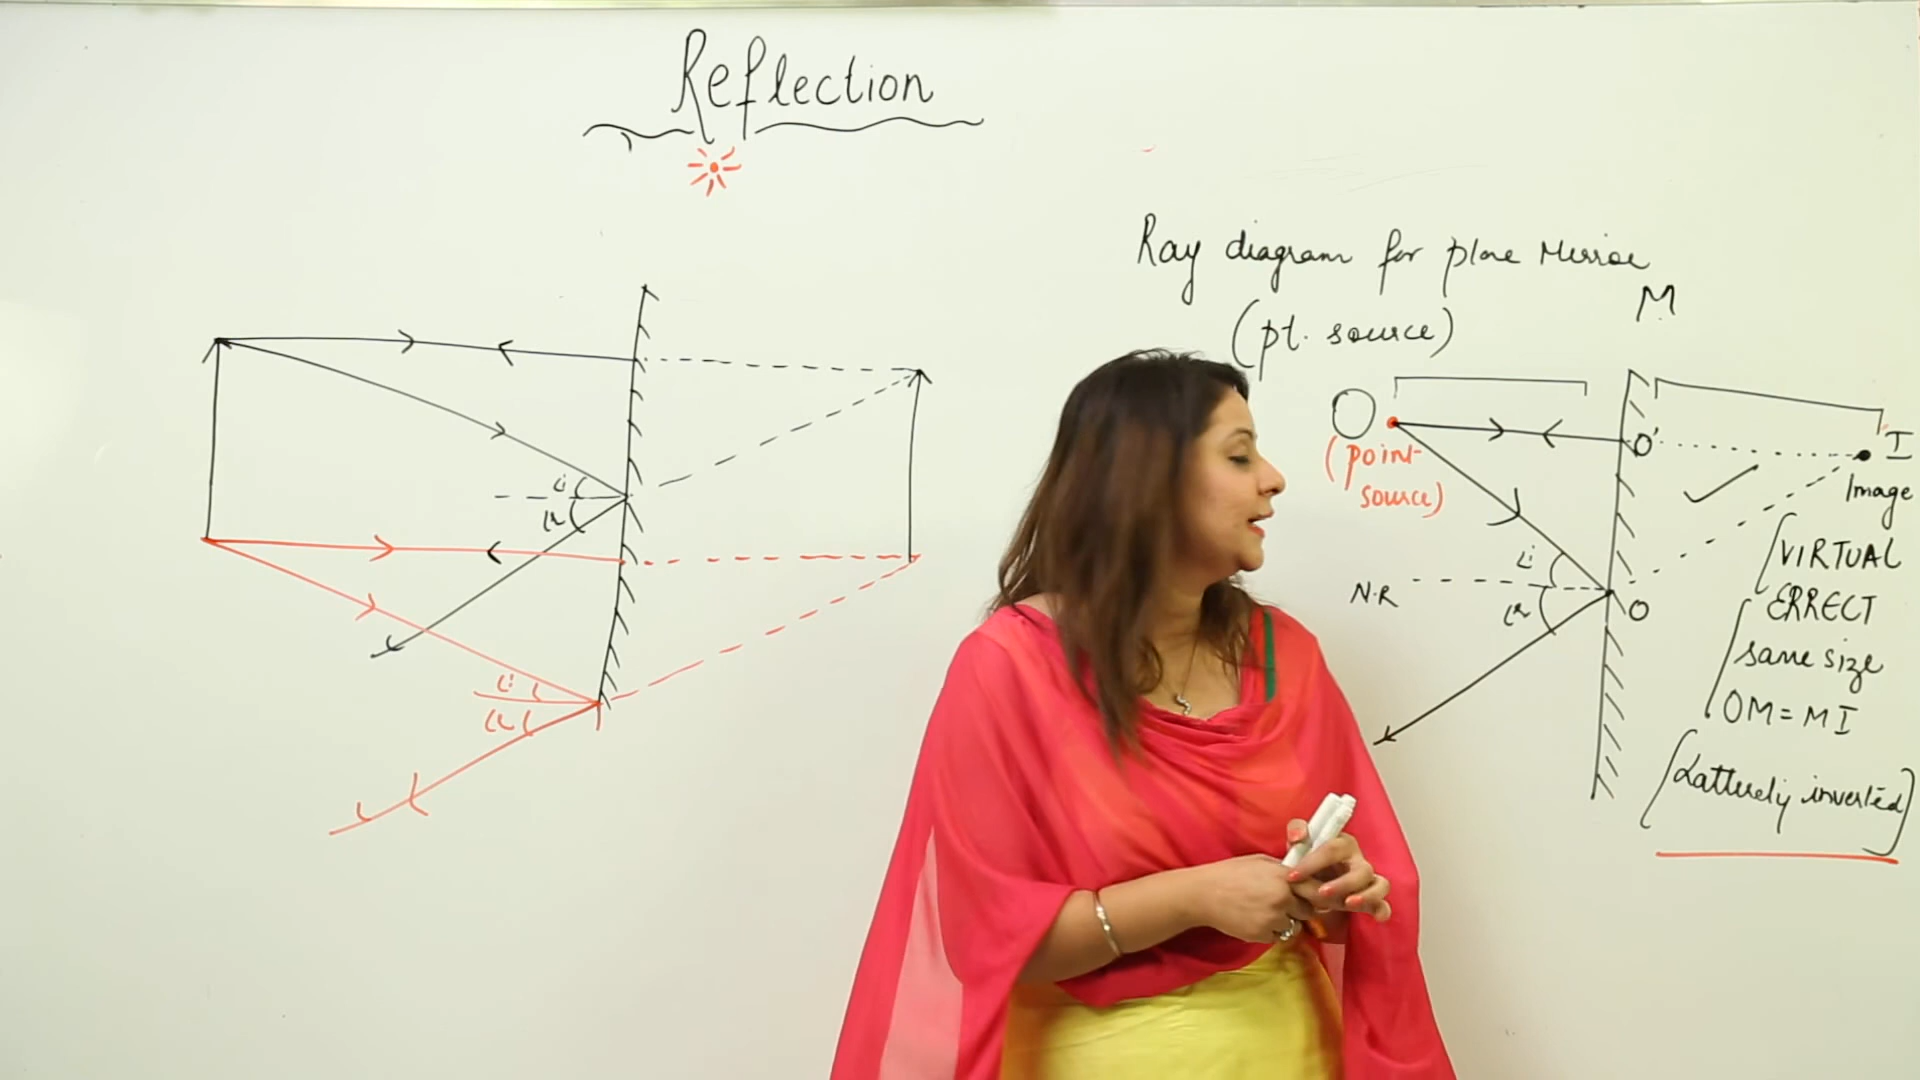 Reflection
Ray diagram for plane Mirror
(pt. source)
M
O
O'
I
(point-
source)
Image
∠i
∠r
N.R
O
VIRTUAL
ERRECT
same size
OM = MI
Latterely inverted
∠i
∠r
∠i
∠r